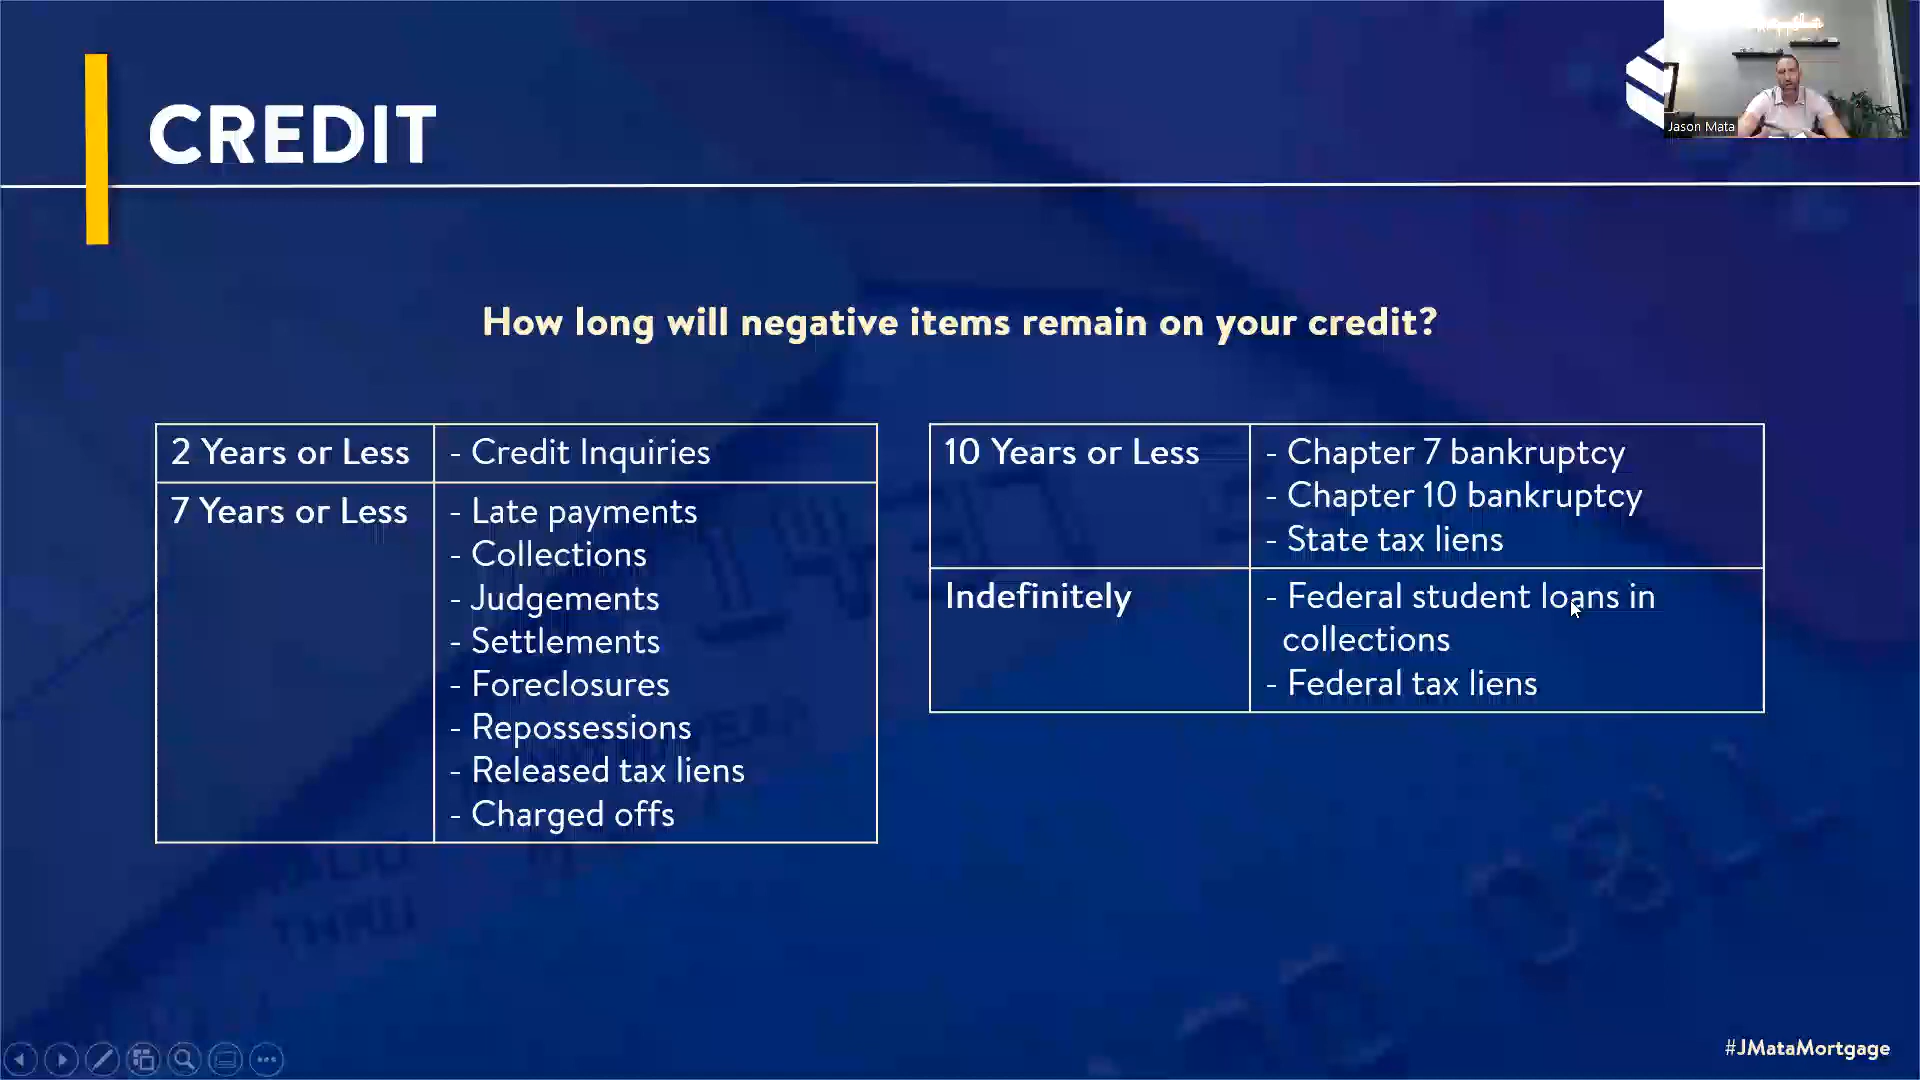 CREDIT
Jason Mata
How long will negative items remain on your credit?
2 Years or Less
- Credit Inquiries
7 Years or Less
- Late payments
- Collections
- Judgements
- Settlements
- Foreclosures
- Repossessions
- Released tax liens
- Charged offs
10 Years or Less
- Chapter 7 bankruptcy
- Chapter 10 bankruptcy
- State tax liens
Indefinitely
- Federal student loans in
collections
- Federal tax liens
#JMataMortgage